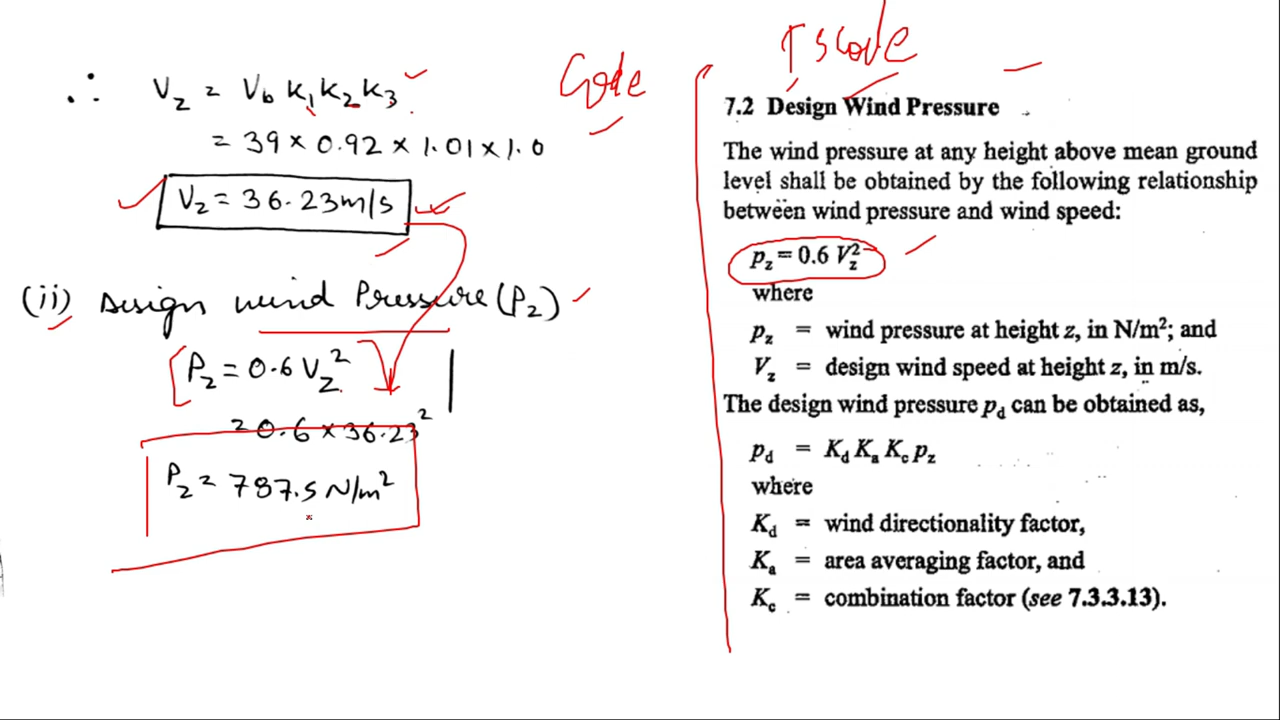 ∴ Vz = Vb K1 K2 K3
= 39 × 0.92 × 1.01 × 1.0
Vz = 36.23 m/s
(ii) Design wind Pressure (Pz)
Pz = 0.6 Vz²
= 0.6 × 36.23²
Pz = 787.5 N/m²
Code
IS code
7.2 Design Wind Pressure
The wind pressure at any height above mean ground
level shall be obtained by the following relationship
between wind pressure and wind speed:
pz = 0.6 Vz²
where
pz = wind pressure at height z, in N/m²; and
Vz = design wind speed at height z, in m/s.
The design wind pressure pd can be obtained as,
pd = Kd Ka Kc pz
where
Kd = wind directionality factor,
Ka = area averaging factor, and
Kc = combination factor (see 7.3.3.13).